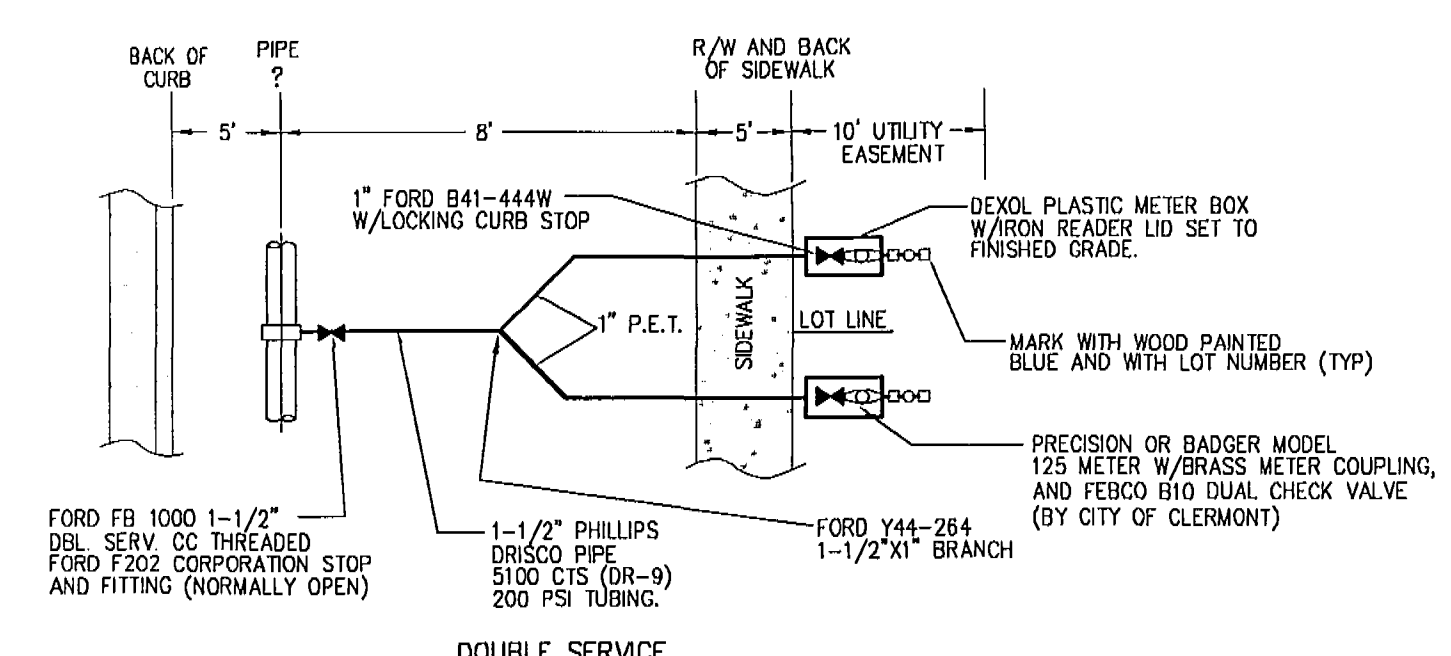 BACK OF
CURB
PIPE
?
R/W AND BACK
OF SIDEWALK
5'
8'
5'
10' UTILITY
EASEMENT
1" FORD B41-444W
W/LOCKING CURB STOP
DEXOL PLASTIC METER BOX
W/IRON READER LID SET TO
FINISHED GRADE.
1" P.E.T.
SIDEWALK
LOT LINE
MARK WITH WOOD PAINTED
BLUE AND WITH LOT NUMBER (TYP)
PRECISION OR BADGER MODEL
125 METER W/BRASS METER COUPLING,
AND FEBCO B10 DUAL CHECK VALVE
(BY CITY OF CLERMONT)
FORD FB 1000 1-1/2"
DBL. SERV. CC THREADED
FORD F202 CORPORATION STOP
AND FITTING (NORMALLY OPEN)
1-1/2" PHILLIPS
DRISCO PIPE
5100 CTS (DR-9)
200 PSI TUBING.
FORD Y44-264
1-1/2"X1" BRANCH
DOUBLE SERVICE